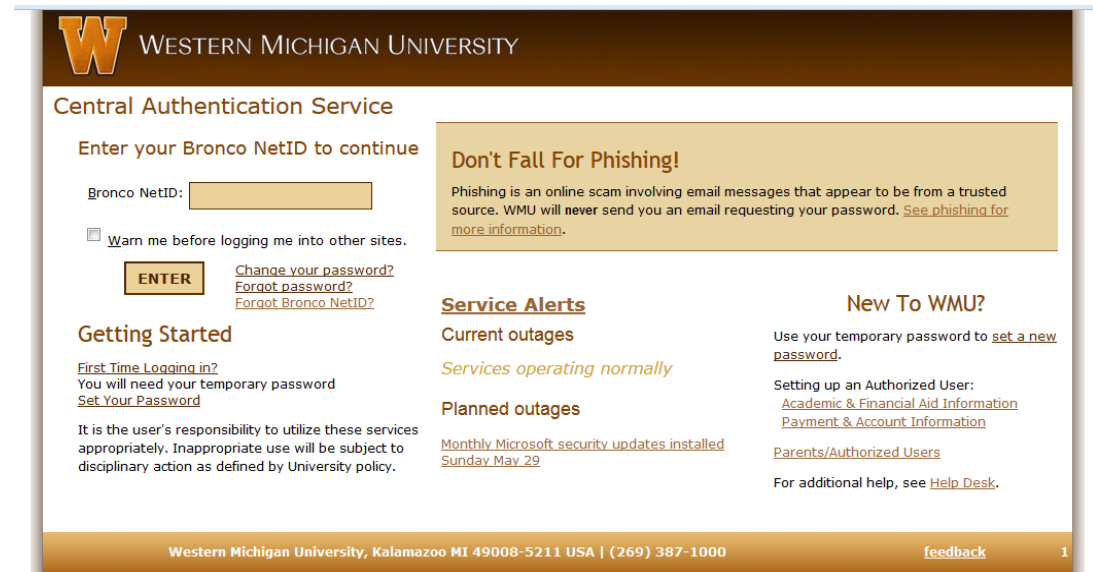 W WESTERN MICHIGAN UNIVERSITY
Central Authentication Service
Enter your Bronco NetID to continue
Bronco NetID:
Warn me before logging me into other sites.
ENTER
Change your password?
Forgot password?
Forgot Bronco NetID?
Getting Started
First Time Logging in?
You will need your temporary password
Set Your Password
It is the user's responsibility to utilize these services
appropriately. Inappropriate use will be subject to
disciplinary action as defined by University policy.
Don't Fall For Phishing!
Phishing is an online scam involving email messages that appear to be from a trusted
source. WMU will never send you an email requesting your password. See phishing for
more information.
Service Alerts
Current outages
Services operating normally
Planned outages
Monthly Microsoft security updates installed
Sunday May 29
New To WMU?
Use your temporary password to set a new
password.
Setting up an Authorized User:
Academic & Financial Aid Information
Payment & Account Information
Parents/Authorized Users
For additional help, see Help Desk.
Western Michigan University, Kalamazoo MI 49008-5211 USA | (269) 387-1000
feedback
1